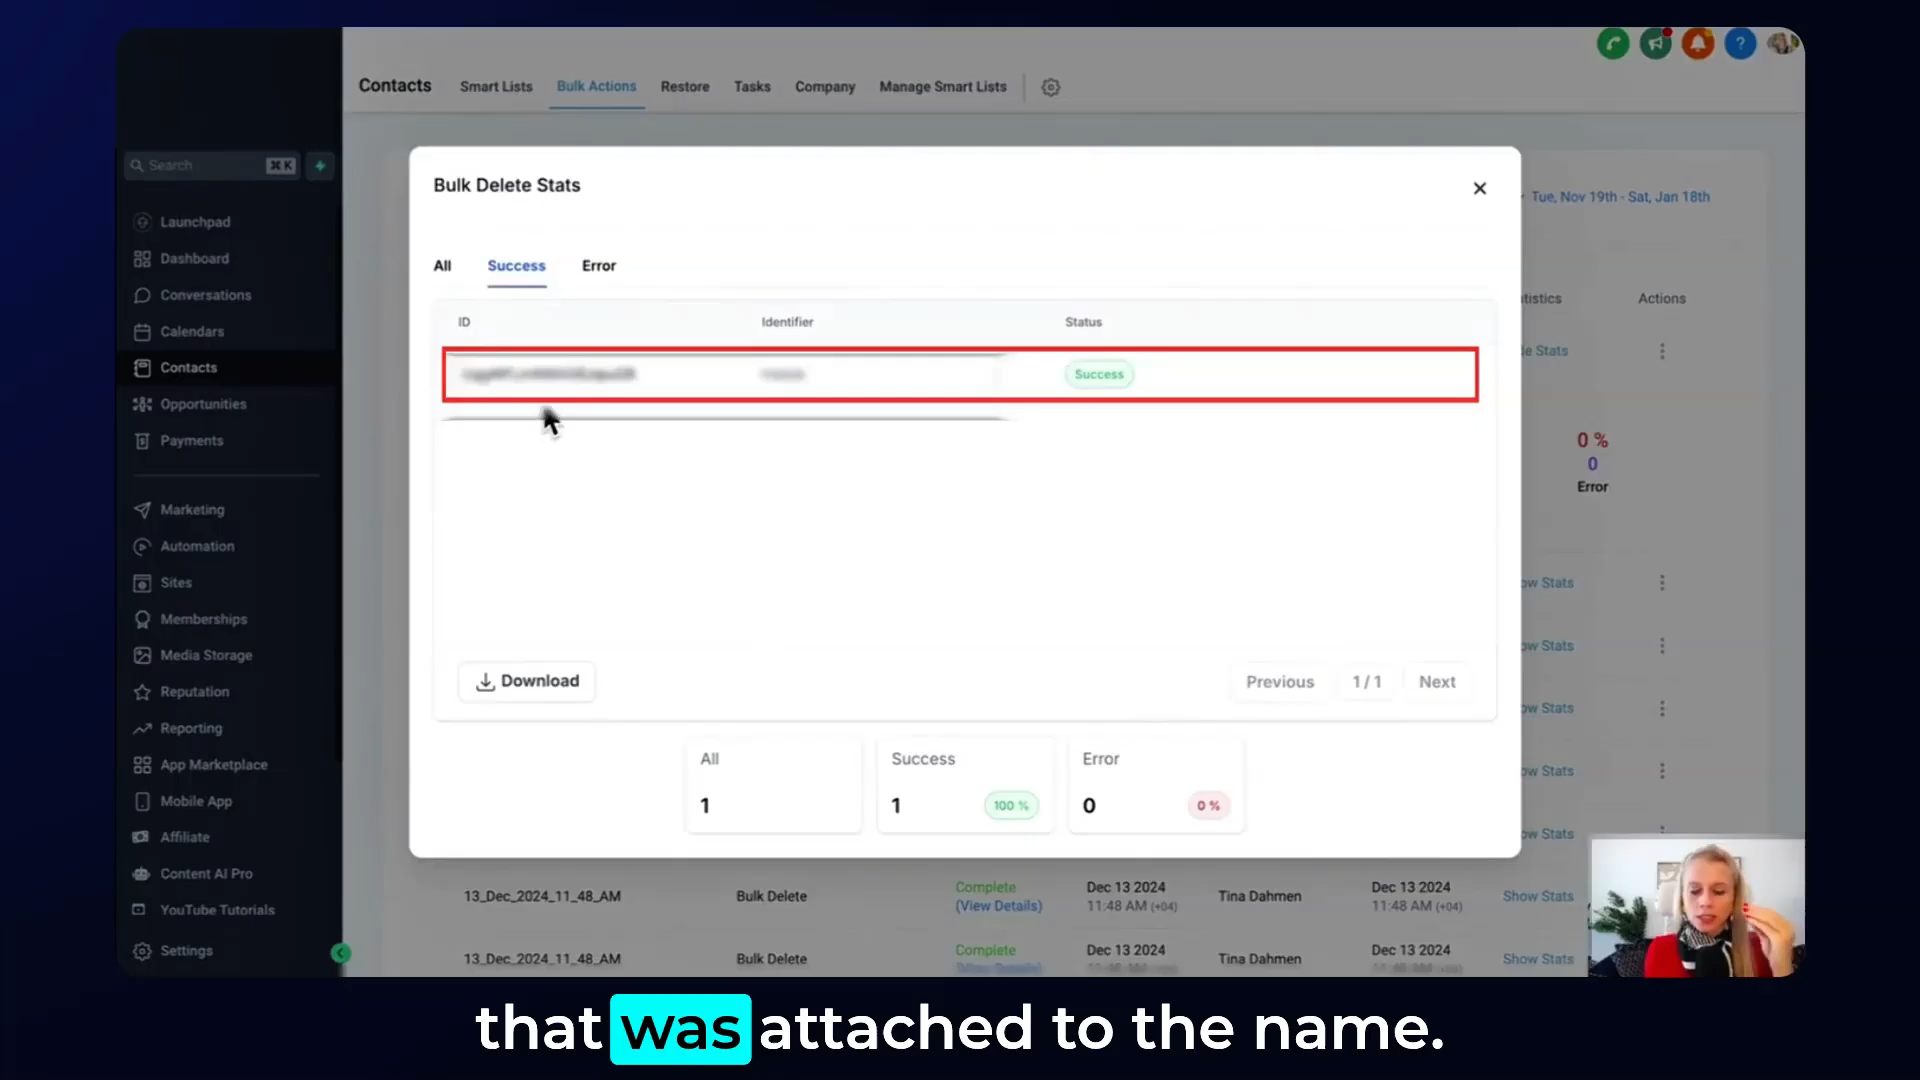 Contacts
Smart Lists
Bulk Actions
Restore
Tasks
Company
Manage Smart Lists
?
Search
⌘ K
Launchpad
Dashboard
Conversations
Calendars
Contacts
Opportunities
Payments
Marketing
Automation
Sites
Memberships
Media Storage
Reputation
Reporting
App Marketplace
Mobile App
Affiliate
Content AI Pro
YouTube Tutorials
Settings
Tue, Nov 19th - Sat, Jan 18th
Bulk Delete Stats
All
Success
Error
ID
Identifier
Status
Success
Download
Previous
1 / 1
Next
All
1
Success
1
100 %
Error
0
0 %
Actions
Stats
0 %
0
Error
Stats
Stats
Stats
Stats
Stats
13_Dec_2024_11_48_AM
Bulk Delete
Complete
(View Details)
Dec 13 2024
11:48 AM (+04)
Tina Dahmen
Dec 13 2024
11:48 AM (+04)
Show Stats
13_Dec_2024_11_48_AM
Bulk Delete
Complete
Dec 13 2024
Tina Dahmen
Dec 13 2024
Show Stats
that was attached to the name.